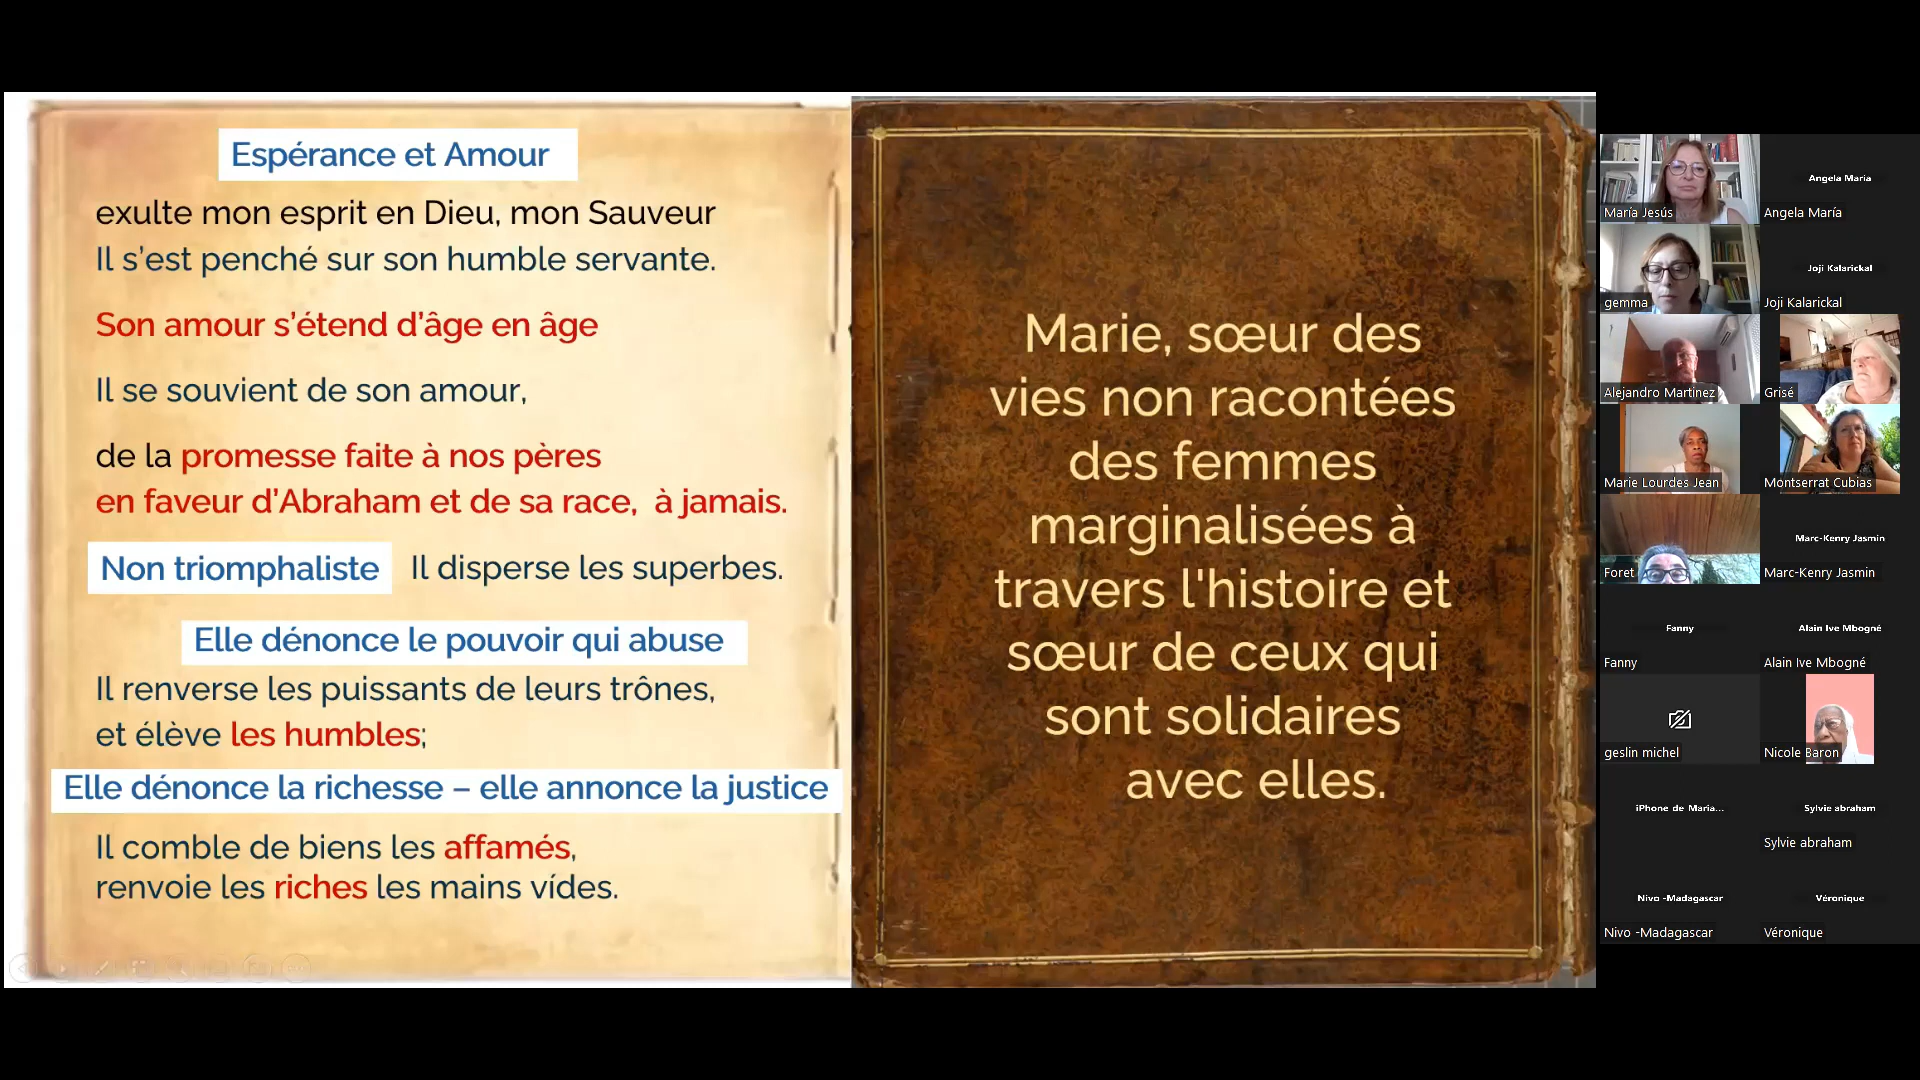 Espérance et Amour
exulte mon esprit en Dieu, mon Sauveur
Il s’est penché sur son humble servante.
Son amour s’étend d’âge en âge
Il se souvient de son amour,
de la promesse faite à nos pères
en faveur d’Abraham et de sa race, à jamais.
Non triomphaliste Il disperse les superbes.
Elle dénonce le pouvoir qui abuse
Il renverse les puissants de leurs trônes,
et élève les humbles;
Elle dénonce la richesse – elle annonce la justice
Il comble de biens les affamés,
renvoie les riches les mains vídes.
Marie, sœur des
vies non racontées
des femmes
marginalisées à
travers l'histoire et
sœur de ceux qui
sont solidaires
avec elles.
María Jesús
Angela Maria
Angela María
gemma
Joji Kalarickal
Joji Kalarickal
Alejandro Martinez
Grisé
Marie Lourdes Jean
Montserrat Cubias
Foret
Marc-Kenry Jasmin
Marc-Kenry Jasmin
Fanny
Fanny
Alain Ive Mbogné
Alain Ive Mbogné
geslin michel
Nicole Baron
iPhone de Maria...
Sylvie abraham
Sylvie abraham
Nivo -Madagascar
Nivo -Madagascar
Véronique
Véronique